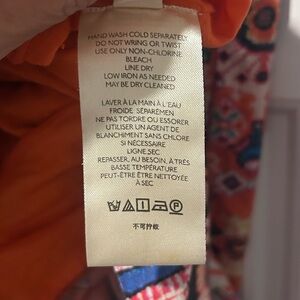 HAND WASH COLD SEPARATELY
DO NOT WRING OR TWIST
USE ONLY NON-CHLORINE
BLEACH
LINE DRY
LOW IRON AS NEEDED
MAY BE DRY CLEANED
LAVER À LA MAIN À L'EAU
FROIDE SÉPARÉMEN
NE PAS TORDRE OU ESSORER
UTILISER UN AGENT DE
BLANCHIMENT SANS CHLORE
SI NÉCESSAIRE
LIGNE SEC
REPASSER, AU BESOIN, À TRÈS
BASSE TEMPÉRATURE
PEUT-ÊTRE ÊTRE NETTOYÉE
À SEC
不可拧绞